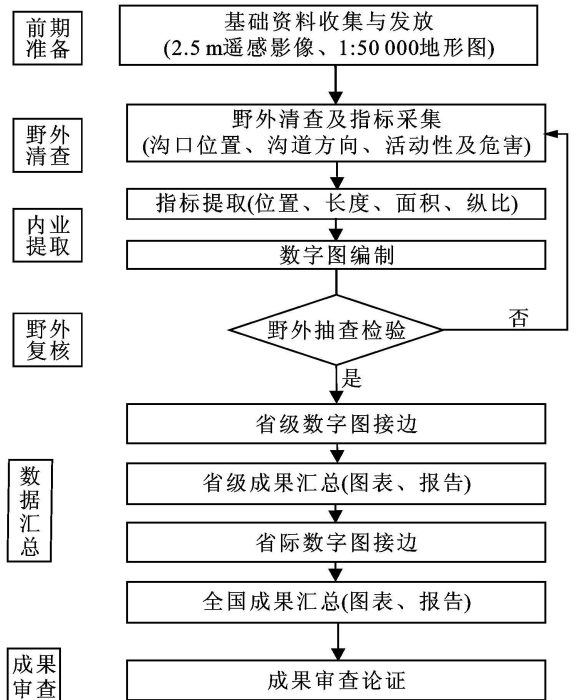 前期
准备
基础资料收集与发放
(2.5 m遥感影像、1:50 000地形图)
野外
清查
野外清查及指标采集
(沟口位置、沟道方向、活动性及危害)
内业
提取
指标提取(位置、长度、面积、纵比)
数字图编制
野外
复核
野外抽查检验
否
是
省级数字图接边
数
据
汇
总
省级成果汇总(图表、报告)
省际数字图接边
全国成果汇总(图表、报告)
成果
审查
成果审查论证